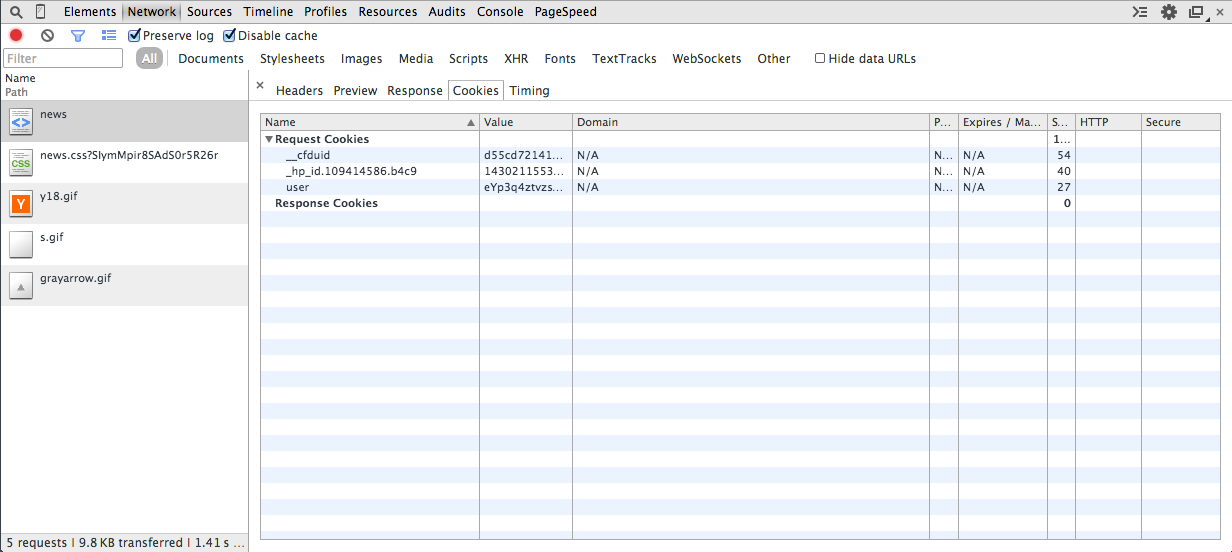 Elements Network Sources Timeline Profiles Resources Audits Console PageSpeed
Preserve log Disable cache
Filter All Documents Stylesheets Images Media Scripts XHR Fonts TextTracks WebSockets Other Hide data URLs
Name
Path
× Headers Preview Response Cookies Timing
Name Value Domain P... Expires / Ma... S... HTTP Secure
Request Cookies 1...
__cfduid d55cd72141... N/A N... N/A 54
_hp_id.109414586.b4c9 1430211553... N/A N... N/A 40
user eYp3q4ztvzs... N/A N... N/A 27
Response Cookies 0
news
news.css?SIymMpir8SAdS0r5R26r
CSS
y18.gif
Y
s.gif
grayarrow.gif
5 requests ❘ 9.8 KB transferred ❘ 1.41 s ...